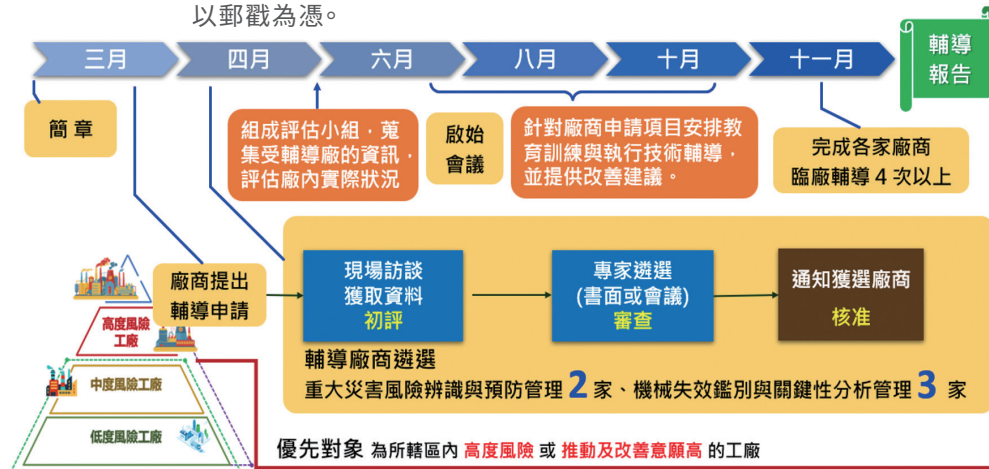 以郵戳為憑。
三月
四月
六月
八月
十月
十一月
輔導
報告
簡章
組成評估小組，蒐
集受輔導廠的資訊，
評估廠內實際狀況
啟始
會議
針對廠商申請項目安排教
育訓練與執行技術輔導，
並提供改善建議。
完成各家廠商
臨廠輔導4次以上
廠商提出
輔導申請
現場訪談
獲取資料
初評
專家遴選
(書面或會議)
審查
通知獲選廠商
核准
輔導廠商遴選
重大災害風險辨識與預防管理2家、機械失效鑑別與關鍵性分析管理3家
高度風險
工廠
中度風險工廠
低度風險工廠
優先對象 為所轄區內 高度風險 或 推動及改善意願高 的工廠